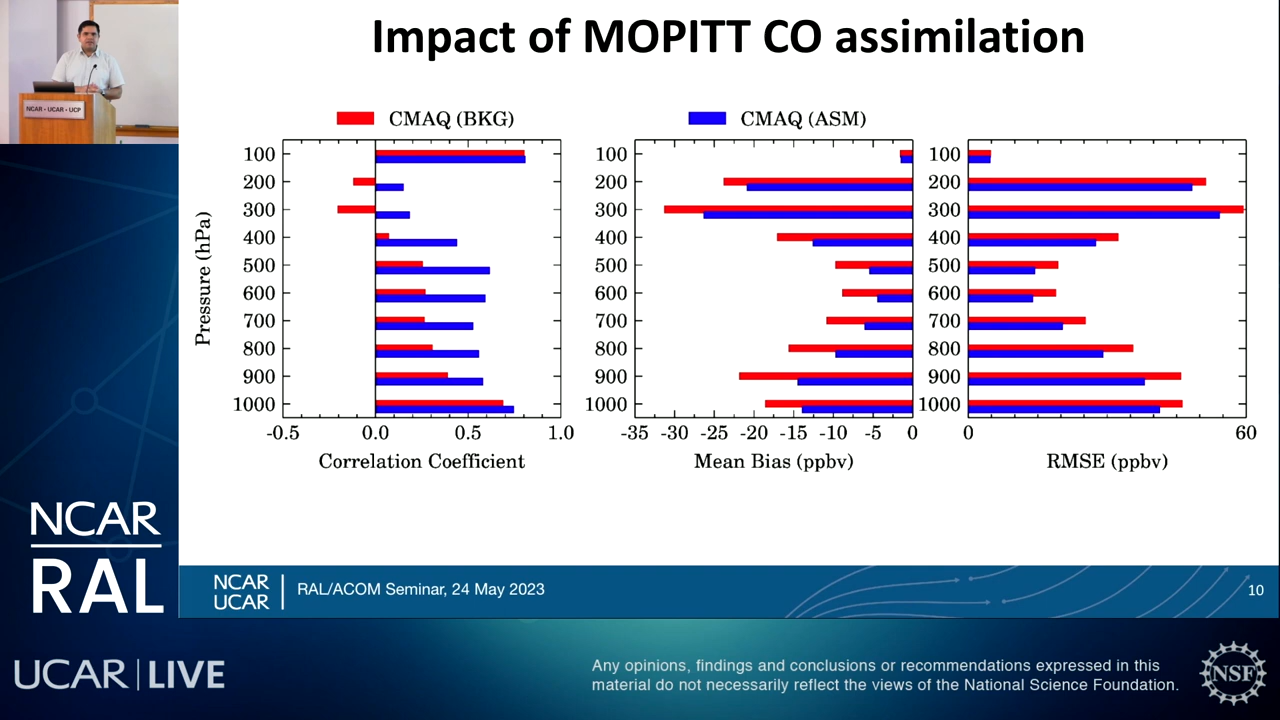 Impact of MOPITT CO assimilation
NCAR • UCAR • UCP
CMAQ (BKG)
CMAQ (ASM)
Pressure (hPa)
100
200
300
400
500
600
700
800
900
1000
-0.5 0.0 0.5 1.0
Correlation Coefficient
100
200
300
400
500
600
700
800
900
1000
-35 -30 -25 -20 -15 -10 -5 0
Mean Bias (ppbv)
100
200
300
400
500
600
700
800
900
1000
0 60
RMSE (ppbv)
NCAR
RAL
NCAR
UCAR
RAL/ACOM Seminar, 24 May 2023
10
UCAR | LIVE
Any opinions, findings and conclusions or recommendations expressed in this
material do not necessarily reflect the views of the National Science Foundation.
NSF